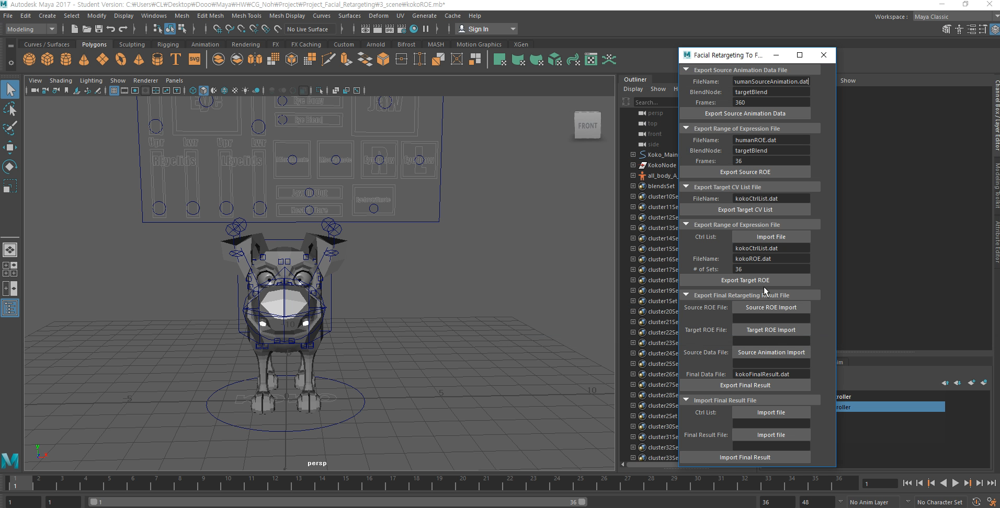 Autodesk Maya 2017 - Student Version: C:₩Users₩CL₩Desktop₩Dooo₩Maya₩HW₩CG_Noh₩Project₩Project_Facial_Retargeting₩3_scene₩kokoROE.mb*
File Edit Create Select Modify Display Windows Mesh Edit Mesh Mesh Tools Mesh Display Curves Surfaces Deform UV Generate Cache Help
Workspace : Maya Classic
Modeling
No Live Surface
Sign In
Curves / Surfaces Polygons Sculpting Rigging Animation Rendering FX FX Caching Custom Arnold Bifrost MASH Motion Graphics XGen
T svg
View Shading Lighting Show Renderer Panels
Eye
Eye Blend
Jaw
Upr Lwr Upr Lwr
REyelids LEyelids
R L
FRONT
-5 0 5 10
10
5
persp
Outliner
Display Show H
Search...
persp
top
front
side
Koko_Main
KokoNode
all_body_A_
blendsSet
cluster10Se
cluster11Se
cluster12Se
cluster13Se
cluster14Se
cluster15Se
cluster16Se
cluster17Se
cluster18Se
cluster19Se
cluster1Set
cluster20Se
cluster21Se
cluster22Se
cluster23Se
cluster24Se
cluster25Se
cluster26Se
cluster27Se
cluster28Se
cluster29Se
cluster2Set
cluster30Se
cluster31Se
cluster32Se
cluster33Se
Facial Retargeting To F...
Export Source Animation Data File
FileName: humanSourceAnimation.dat
BlendNode: targetBlend
Frames: 360
Export Source Animation Data
Export Range of Expression File
FileName: humanROE.dat
BlendNode: targetBlend
Frames: 36
Export Source ROE
Export Target CV List File
FileName: kokoCtrlList.dat
Export Target CV List
Export Range of Expression File
Ctrl List: Import File
kokoCtrlList.dat
FileName: kokoROE.dat
# of Sets: 36
Export Target ROE
Export Final Retargeting Result File
Source ROE File: Source ROE Import
Target ROE File: Target ROE Import
Source Data File: Source Animation Import
Final Data File: kokoFinalResult.dat
Export Final Result
Import Final Result File
Ctrl List: Import file
Final Result File: Import file
Import Final Result
Show
im
roller
roller
Channel Box / Layer Editor
Modeling Toolkit
Attribute Editor
1 2 3 4 5 6 7 8 9 10 11 12 13 14 15 16 17 18 19 20 21 22 23 24 25 26 27 28 29 30 31 32 33 34 35 36
1
1
1 1 1 36 36 48 No Anim Layer No Character Set